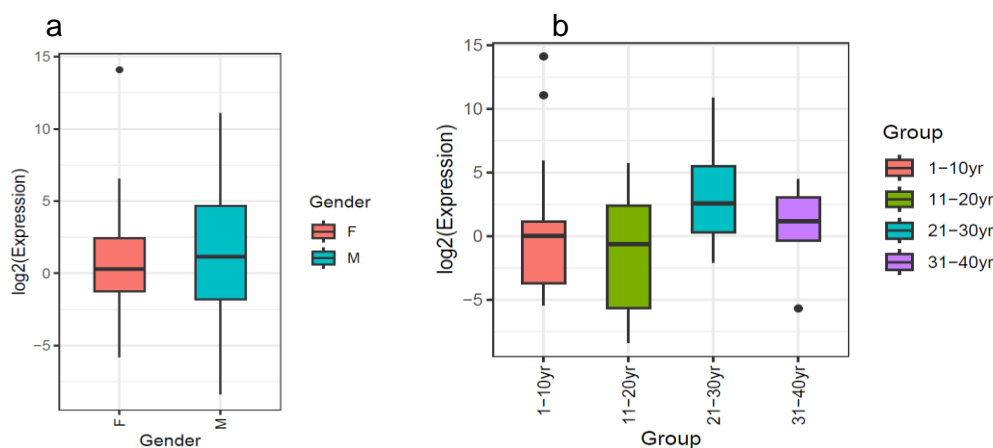 a
log2(Expression)
15
10
5
0
−5
F
M
Gender
Gender
F
M
b
log2(Expression)
15
10
5
0
−5
1−10yr
11−20yr
21−30yr
31−40yr
Group
Group
1−10yr
11−20yr
21−30yr
31−40yr